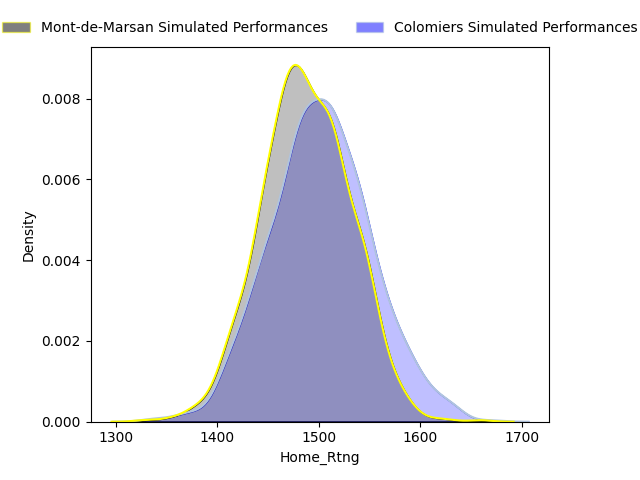 Mont-de-Marsan Simulated Performances
Colomiers Simulated Performances
0.008
0.006
0.004
0.002
0.000
Density
1300
1400
1500
1600
1700
Home_Rtng